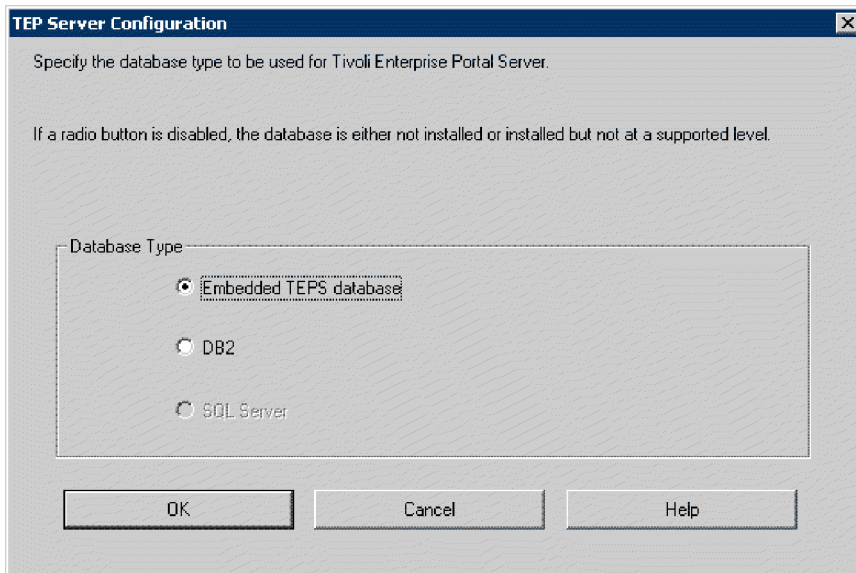 TEP Server Configuration
Specify the database type to be used for Tivoli Enterprise Portal Server.
If a radio button is disabled, the database is either not installed or installed but not at a supported level.
Database Type
Embedded TEPS database
DB2
SQL Server
OK
Cancel
Help